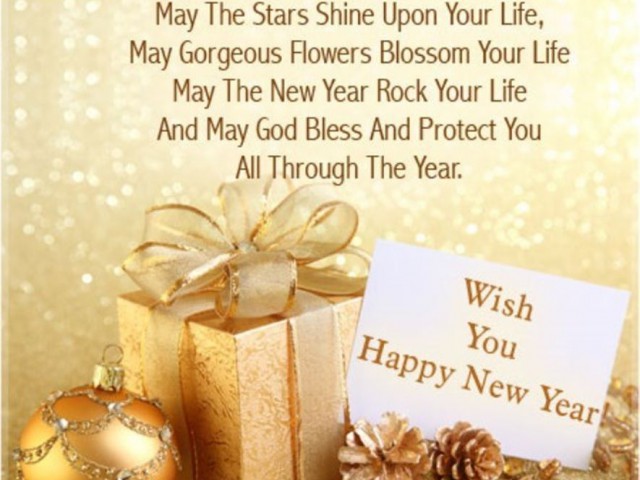 May The Stars Shine Upon Your Life,
May Gorgeous Flowers Blossom Your Life
May The New Year Rock Your Life
And May God Bless And Protect You
All Through The Year.
Wish
You
Happy New Year